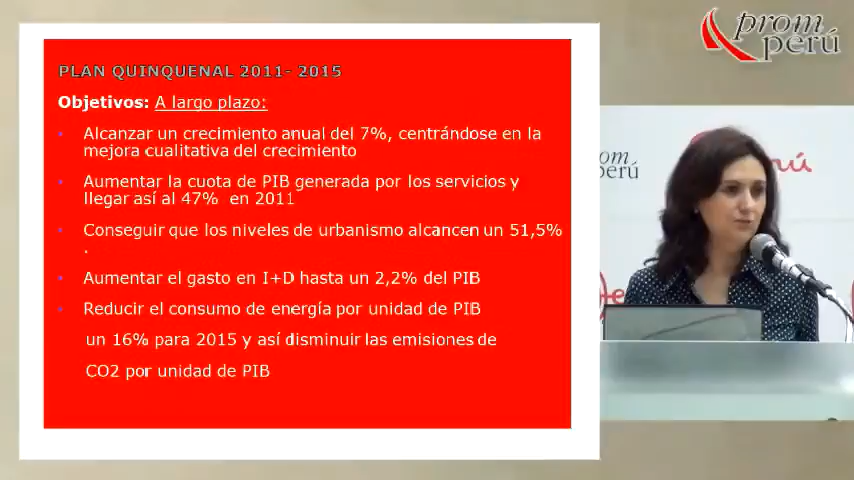 PLAN QUINQUENAL 2011- 2015
Objetivos: A largo plazo:
• Alcanzar un crecimiento anual del 7%, centrándose en la
mejora cualitativa del crecimiento
• Aumentar la cuota de PIB generada por los servicios y
llegar así al 47% en 2011
• Conseguir que los niveles de urbanismo alcancen un 51,5%
.
• Aumentar el gasto en I+D hasta un 2,2% del PIB
• Reducir el consumo de energía por unidad de PIB
un 16% para 2015 y así disminuir las emisiones de
CO2 por unidad de PIB
prom
perú
om
perú
rú